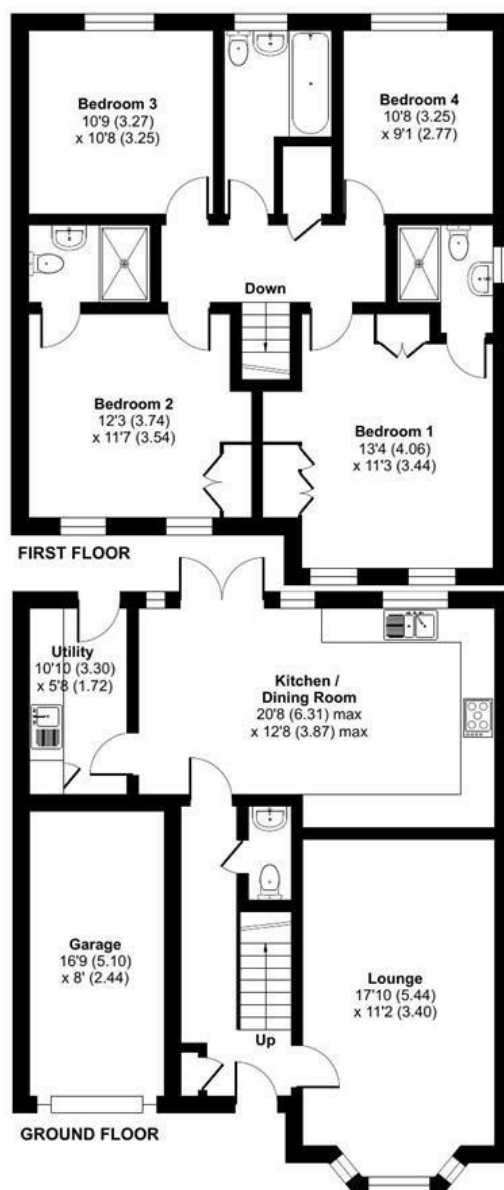 Bedroom 3
10'9 (3.27)
x 10'8 (3.25)
Bedroom 4
10'8 (3.25)
x 9'1 (2.77)
Down
Bedroom 2
12'3 (3.74)
x 11'7 (3.54)
Bedroom 1
13'4 (4.06)
x 11'3 (3.44)
FIRST FLOOR
Utility
10'10 (3.30)
x 5'8 (1.72)
Kitchen /
Dining Room
20'8 (6.31) max
x 12'8 (3.87) max
Garage
16'9 (5.10)
x 8' (2.44)
Lounge
17'10 (5.44)
x 11'2 (3.40)
Up
GROUND FLOOR